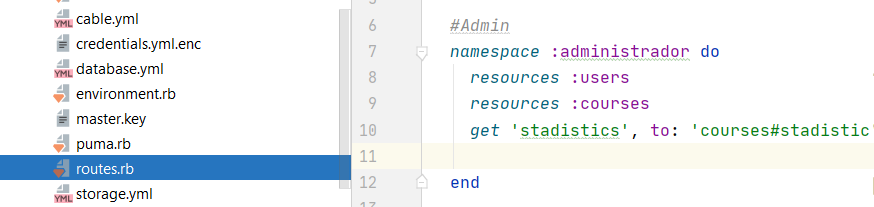 cable.yml
credentials.yml.enc
database.yml
environment.rb
master.key
puma.rb
routes.rb
storage.yml
6 #Admin
7 namespace :administrador do
8 resources :users
9 resources :courses
10 get 'stadistics', to: 'courses#stadistic
11
12 end
13